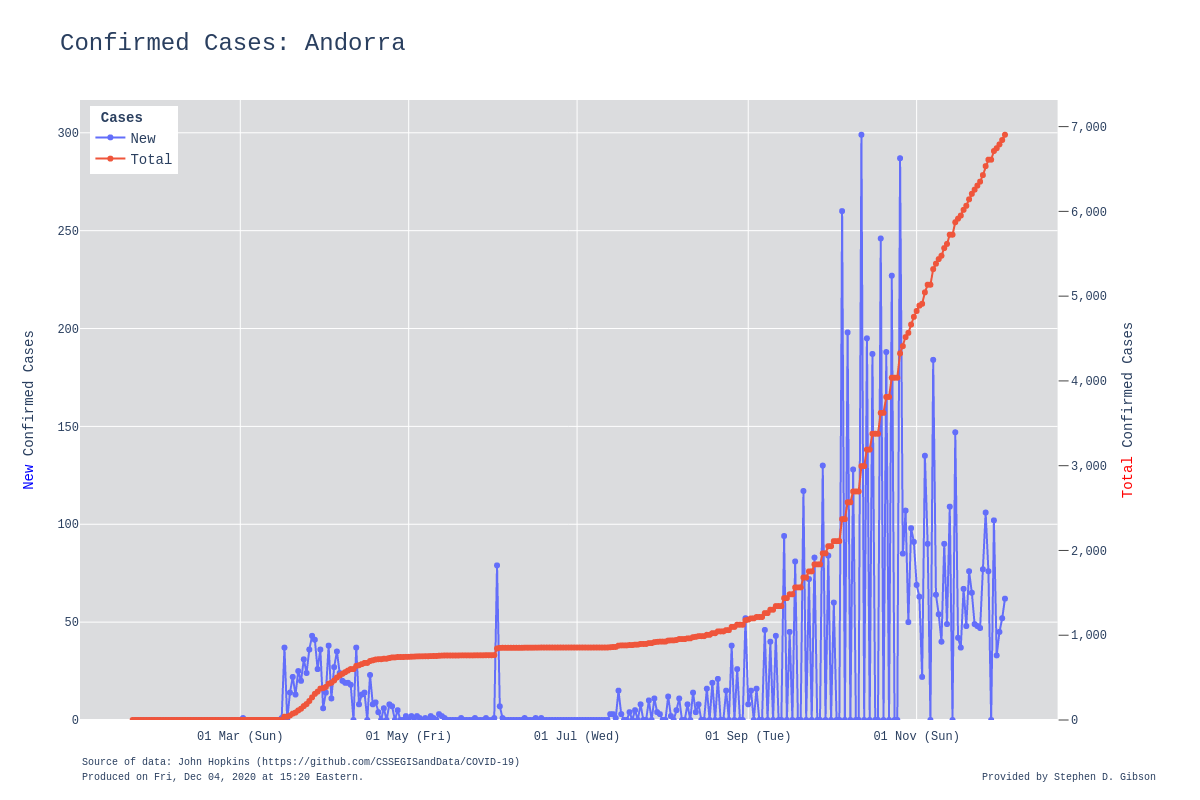 Confirmed Cases: Andorra
Cases
New
Total
300
250
200
150
100
50
0
7,000
6,000
5,000
4,000
3,000
2,000
1,000
0
New Confirmed Cases
Total Confirmed Cases
01 Mar (Sun)
01 May (Fri)
01 Jul (Wed)
01 Sep (Tue)
01 Nov (Sun)
Source of data: John Hopkins (https://github.com/CSSEGISandData/COVID-19)
Produced on Fri, Dec 04, 2020 at 15:20 Eastern.
Provided by Stephen D. Gibson